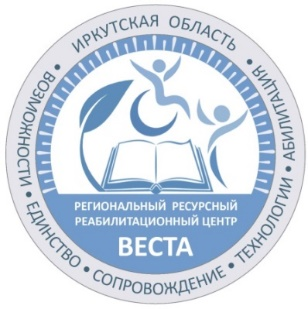 ИРКУТСКАЯ ОБЛАСТЬ
• ВОЗМОЖНОСТИ • ЕДИНСТВО • СОПРОВОЖДЕНИЕ • ТЕХНОЛОГИИ • АБИЛИТАЦИЯ •
РЕГИОНАЛЬНЫЙ РЕСУРСНЫЙ
РЕАБИЛИТАЦИОННЫЙ ЦЕНТР
ВЕСТА